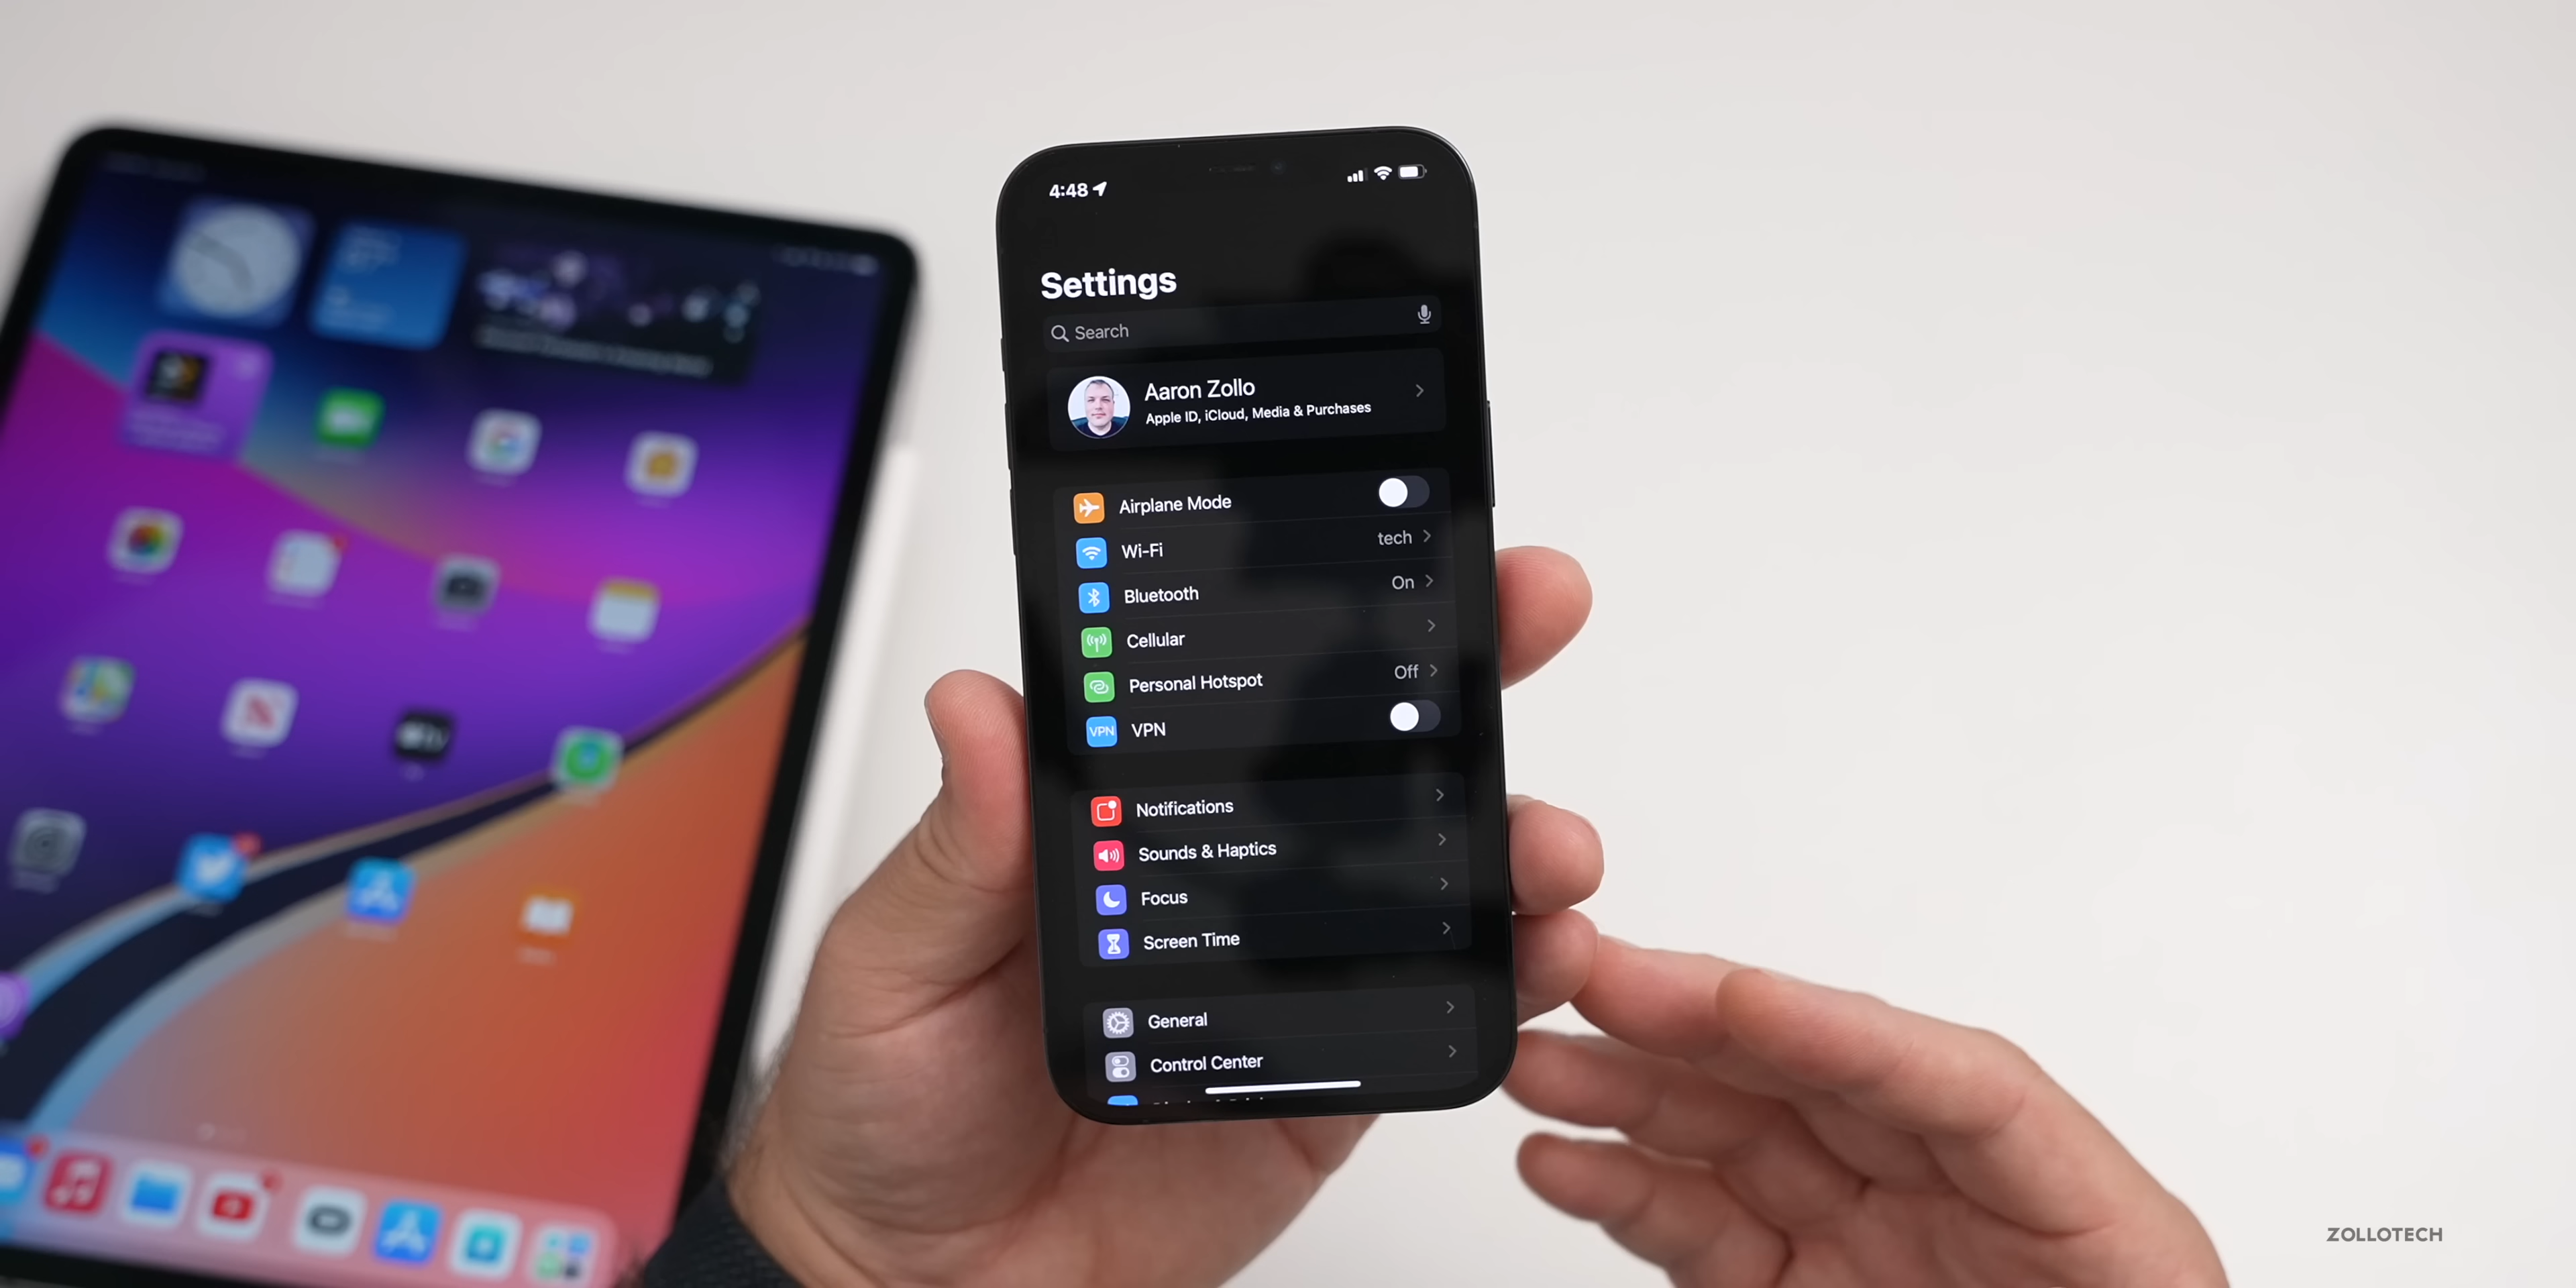 4:48
Settings
Search
Aaron Zollo
Apple ID, iCloud, Media & Purchases
Airplane Mode
Wi-Fi tech
Bluetooth On
Cellular
Personal Hotspot Off
VPN VPN
Notifications
Sounds & Haptics
Focus
Screen Time
General
Control Center
ZOLLOTECH